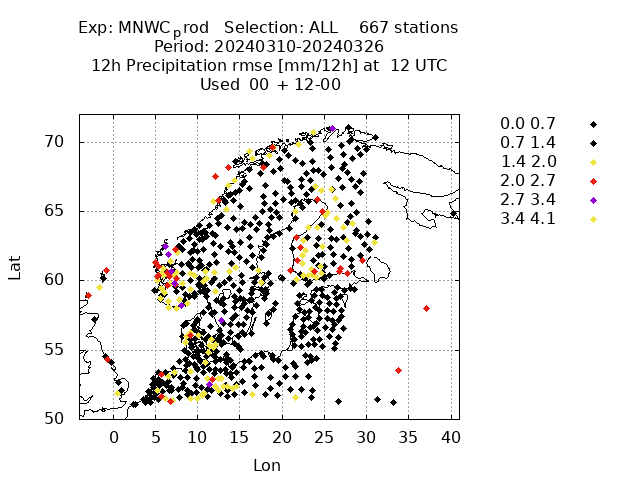 Exp: MNWC_prod   Selection: ALL    667 stations
Period: 20240310-20240326
12h Precipitation rmse [mm/12h] at  12 UTC
Used  00 + 12-00
0.0 0.7
0.7 1.4
1.4 2.0
2.0 2.7
2.7 3.4
3.4 4.1
70
65
60
55
50
Lat
0 5 10 15 20 25 30 35 40
Lon